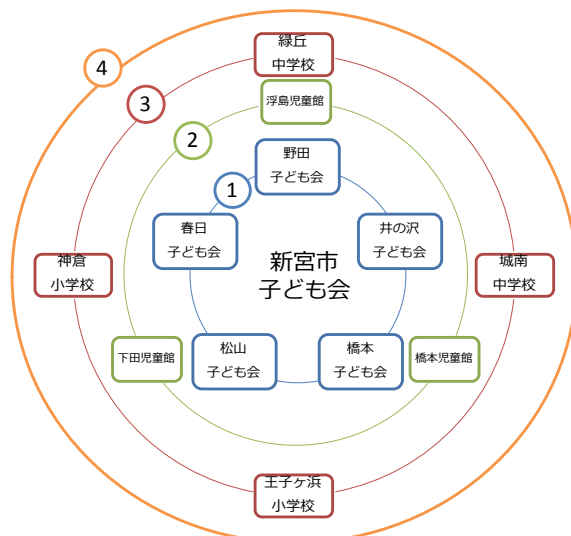 緑丘
中学校
4
3
浮島児童館
2
野田
子ども会
1
春日
子ども会
井の沢
子ども会
新宮市
子ども会
神倉
小学校
城南
中学校
下田児童館
松山
子ども会
橋本
子ども会
橋本児童館
王子ヶ浜
小学校